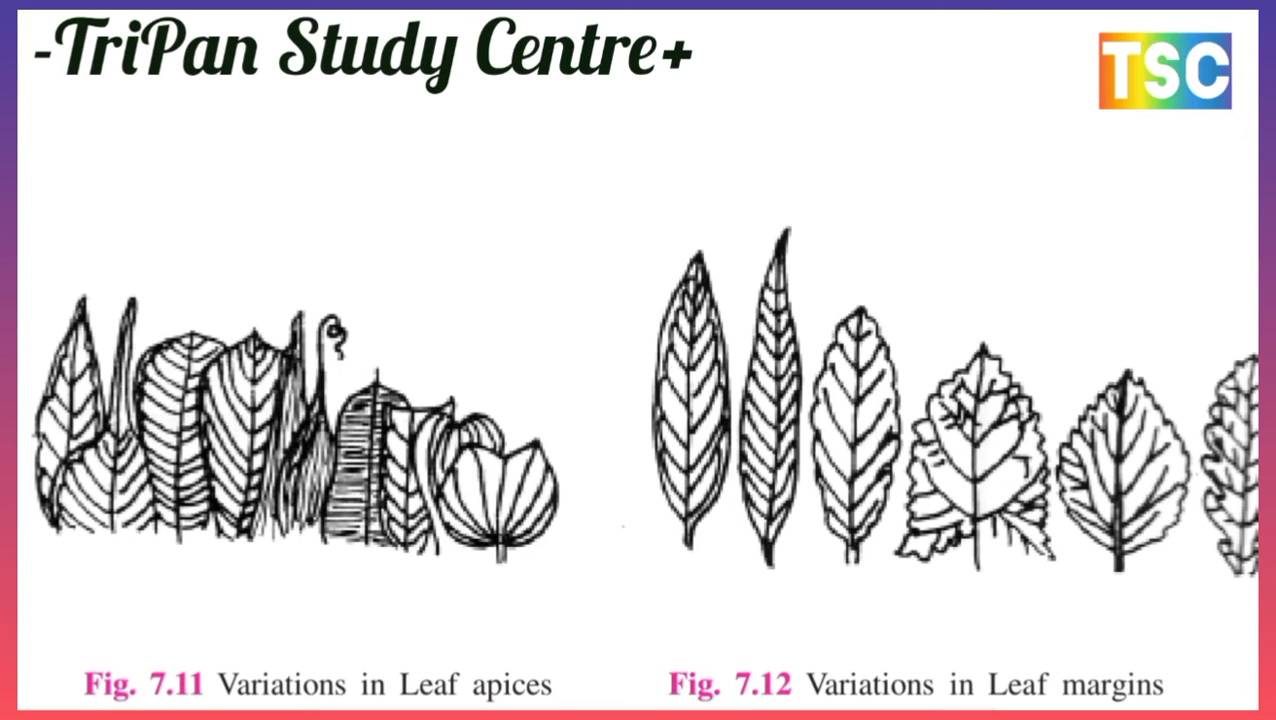 -TriPan Study Centre+
TSC
Fig. 7.11 Variations in Leaf apices
Fig. 7.12 Variations in Leaf margins